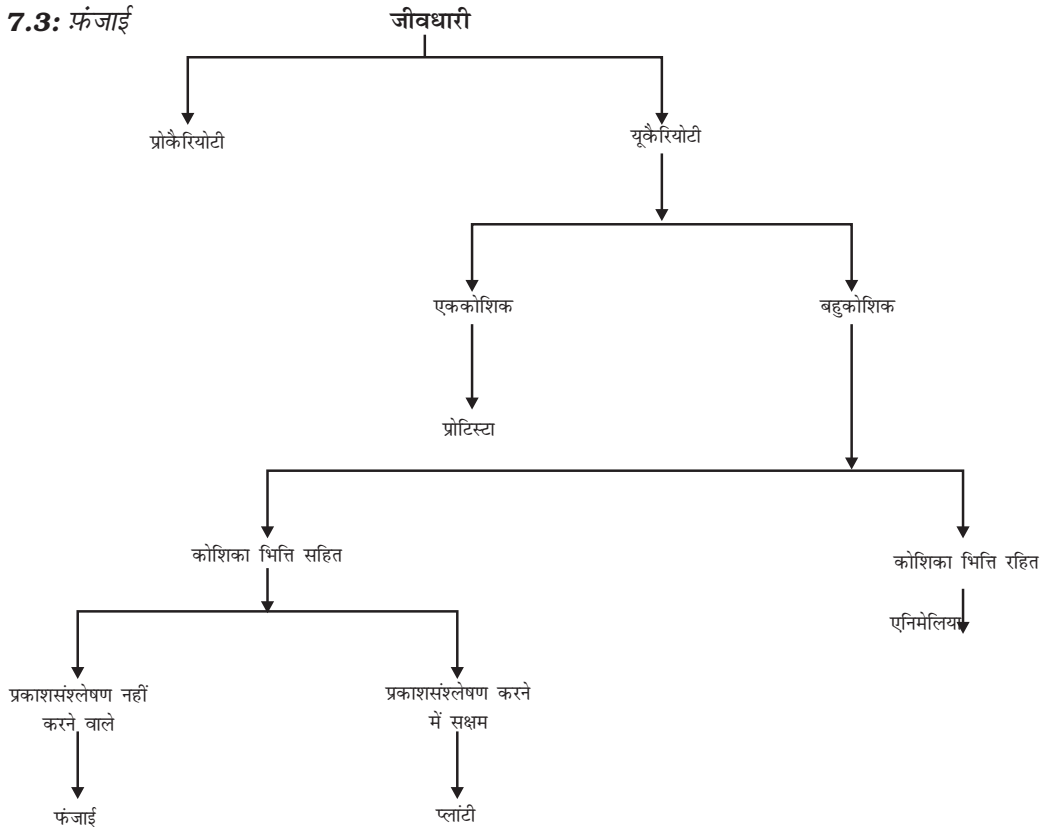 7.3: फ़ंजाई
जीवधारी
प्रोकैरियोटी
यूकैरियोटी
एककोशिक
बहुकोशिक
प्रोटिस्टा
कोशिका भित्ति सहित
कोशिका भित्ति रहित
एनिमेलिया
प्रकाशसंश्लेषण नहीं
करने वाले
प्रकाशसंश्लेषण करने
में सक्षम
फंजाई
प्लांटी